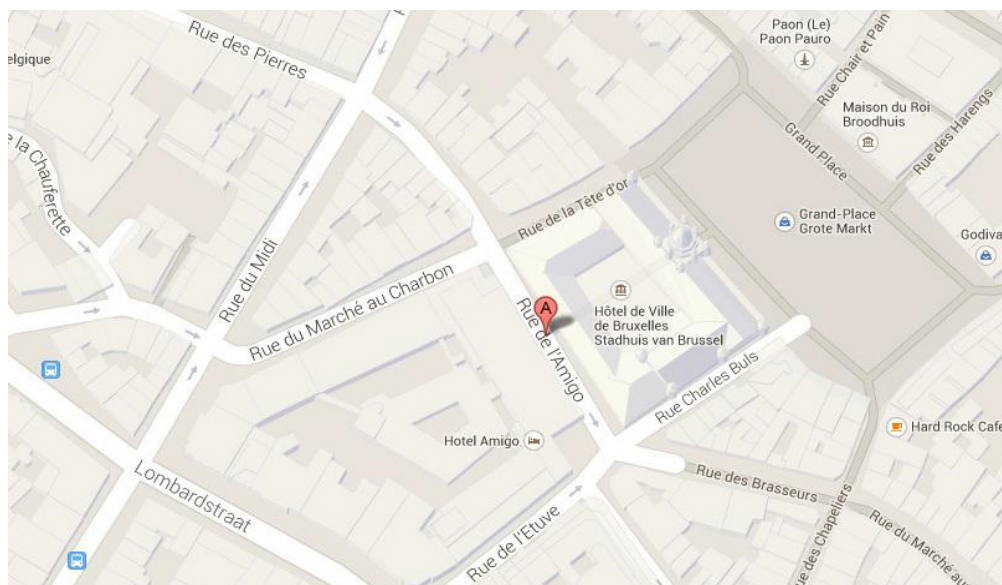 Rue des Pierres
Paon (Le)
Paon Pauro
Rue Chair et Pain
elgique
Maison du Roi
Broodhuis
Rue des Harengs
Grand Place
e la Chauferette
Rue de la Tête d'or
Grand-Place
Grote Markt
Godiva
Rue du Midi
Rue du Marché au Charbon
A
Rue de l'Amigo
Hôtel de Ville
de Bruxelles
Stadhuis van Brussel
Rue Charles Buls
Hotel Amigo
Hard Rock Cafe
Lombardstraat
Rue des Brasseurs
Rue de l'Etuve
Rue des Chapeliers
Rue du Marché au